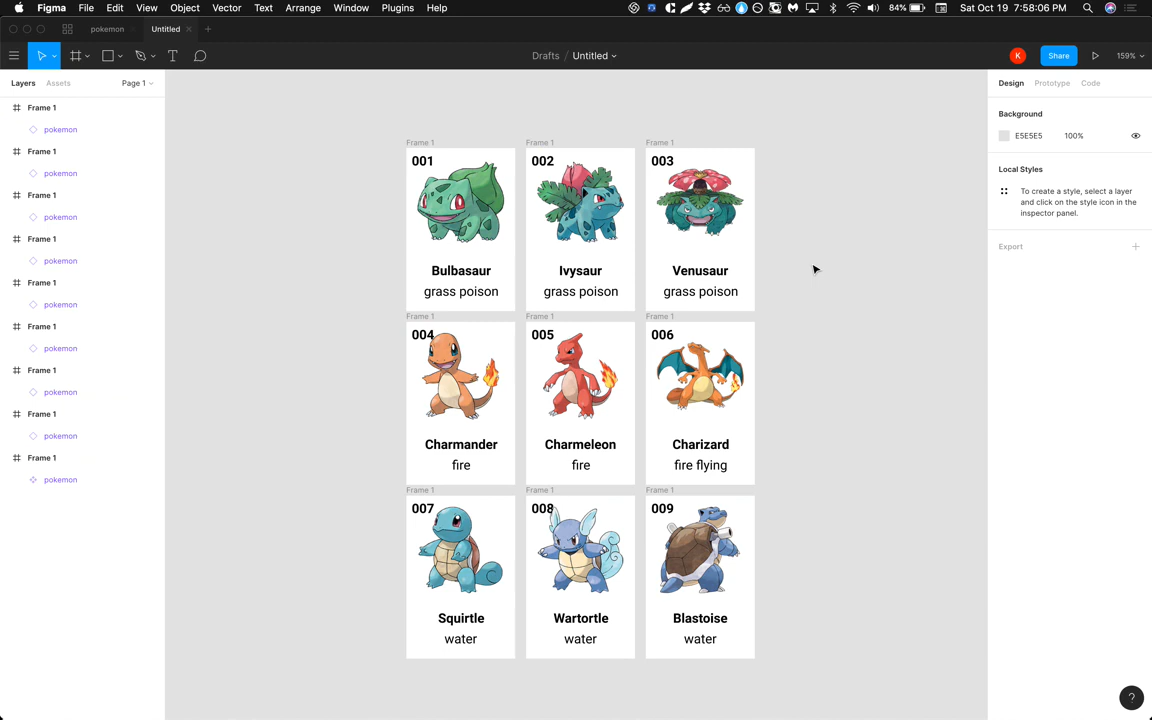 Figma File Edit View Object Vector Text Arrange Window Plugins Help 84% Sat Oct 19 7:58:06 PM
pokemon Untitled
Drafts / Untitled K Share 159%
Layers Assets Page 1
Design Prototype Code
Frame 1
pokemon
Frame 1
pokemon
Frame 1
pokemon
Frame 1
pokemon
Frame 1
pokemon
Frame 1
pokemon
Frame 1
pokemon
Frame 1
pokemon
Frame 1
pokemon
Frame 1 Frame 1 Frame 1
001 002 003
Bulbasaur Ivysaur Venusaur
grass poison grass poison grass poison
Frame 1 Frame 1 Frame 1
004 005 006
Charmander Charmeleon Charizard
fire fire fire flying
Frame 1 Frame 1 Frame 1
007 008 009
Squirtle Wartortle Blastoise
water water water
Background
E5E5E5 100%
Local Styles
To create a style, select a layer
and click on the style icon in the
inspector panel.
Export
?